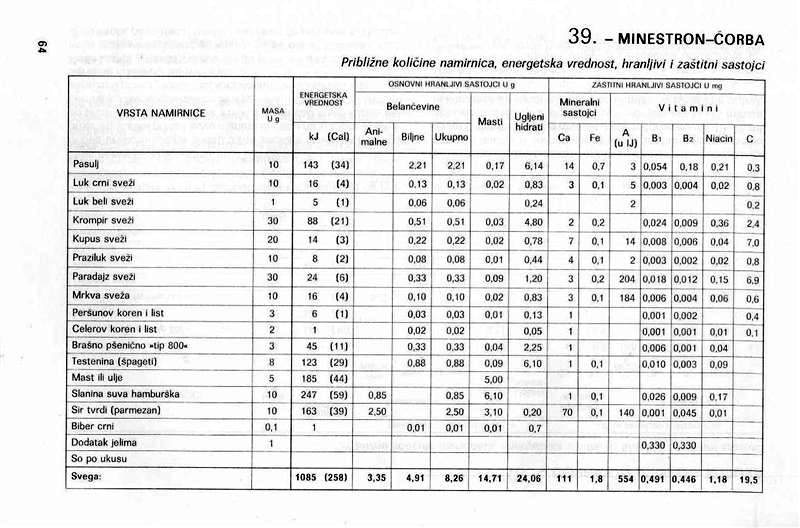 64
39. – MINESTRON–ČORBA
Približne količine namirnica, energetska vrednost, hranljivi i zaštitni sastojci
VRSTA NAMIRNICE MASA U g ENERGETSKA VREDNOST OSNOVNI HRANLJIVI SASTOJCI U g ZAŠTITNI HRANLJIVI SASTOJCI U mg
Belančevine Masti Ugljeni hidrati Mineralni sastojci Vitamini
kJ (Cal) Ani-malne Biljne Ukupno Ca Fe A (u IJ) B1 B2 Niacin C
Pasulj 10 143 (34) 2,21 2,21 0,17 6,14 14 0,7 3 0,054 0,18 0,21 0,3
Luk crni sveži 10 16 (4) 0,13 0,13 0,02 0,83 3 0,1 5 0,003 0,004 0,02 0,8
Luk beli sveži 1 5 (1) 0,06 0,06 0,24 2 0,2
Krompir sveži 30 88 (21) 0,51 0,51 0,03 4,80 2 0,2 0,024 0,009 0,36 2,4
Kupus sveži 20 14 (3) 0,22 0,22 0,02 0,78 7 0,1 14 0,008 0,006 0,04 7,0
Praziluk sveži 10 8 (2) 0,08 0,08 0,01 0,44 4 0,1 2 0,003 0,002 0,02 0,8
Paradajz sveži 30 24 (6) 0,33 0,33 0,09 1,20 3 0,2 204 0,018 0,012 0,15 6,9
Mrkva sveža 10 16 (4) 0,10 0,10 0,02 0,83 3 0,1 184 0,006 0,004 0,06 0,6
Peršunov koren i list 3 6 (1) 0,03 0,03 0,01 0,13 1 0,001 0,002 0,4
Celerov koren i list 2 1 0,02 0,02 0,05 1 0,001 0,001 0,01 0,1
Brašno pšenično »tip 800« 3 45 (11) 0,33 0,33 0,04 2,25 1 0,006 0,001 0,04
Testenina (špageti) 8 123 (29) 0,88 0,88 0,09 6,10 1 0,1 0,010 0,003 0,09
Mast ili ulje 5 185 (44) 5,00
Slanina suva hamburška 10 247 (59) 0,85 0,85 6,10 1 0,1 0,026 0,009 0,17
Sir tvrdi (parmezan) 10 163 (39) 2,50 2,50 3,10 0,20 70 0,1 140 0,001 0,045 0,01
Biber crni 0,1 1 0,01 0,01 0,01 0,7
Dodatak jelima 1 0,330 0,330
So po ukusu
Svega: 1085 (258) 3,35 4,91 8,26 14,71 24,06 111 1,8 554 0,491 0,446 1,18 19,5